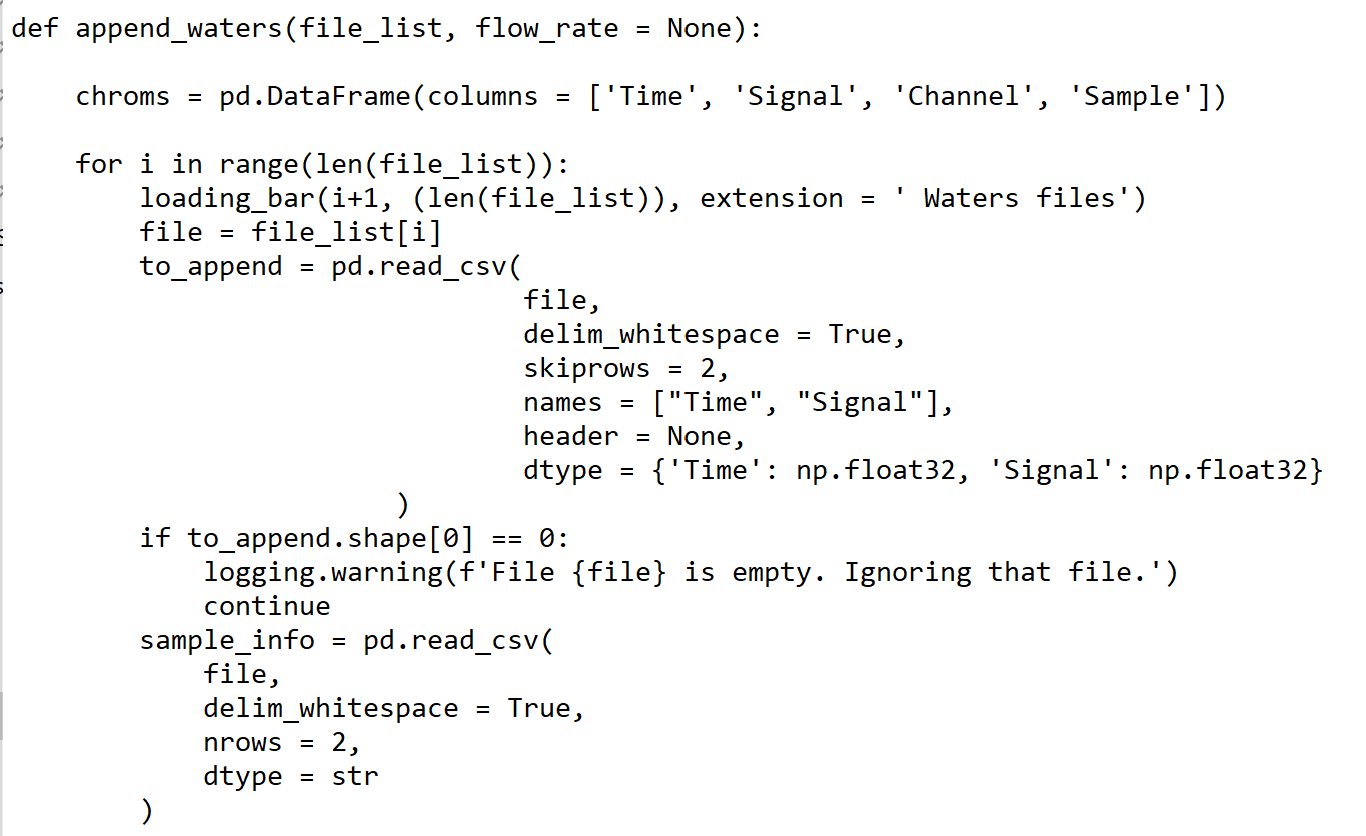 def append_waters(file_list, flow_rate = None):
chroms = pd.DataFrame(columns = ['Time', 'Signal', 'Channel', 'Sample'])
for i in range(len(file_list)):
loading_bar(i+1, (len(file_list)), extension = ' Waters files')
file = file_list[i]
to_append = pd.read_csv(
file,
delim_whitespace = True,
skiprows = 2,
names = ["Time", "Signal"],
header = None,
dtype = {'Time': np.float32, 'Signal': np.float32}
)
if to_append.shape[0] == 0:
logging.warning(f'File {file} is empty. Ignoring that file.')
continue
sample_info = pd.read_csv(
file,
delim_whitespace = True,
nrows = 2,
dtype = str
)